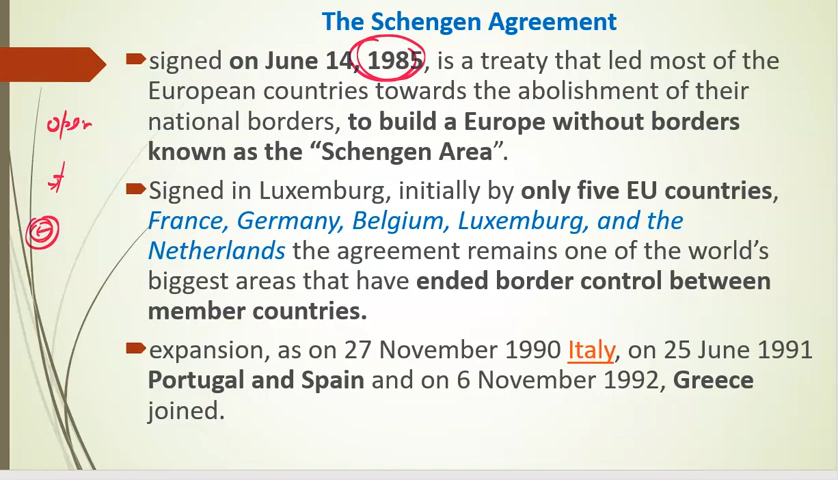 The Schengen Agreement
signed on June 14, 1985, is a treaty that led most of the
European countries towards the abolishment of their
national borders, to build a Europe without borders
known as the “Schengen Area”.
Signed in Luxemburg, initially by only five EU countries,
France, Germany, Belgium, Luxemburg, and the
Netherlands the agreement remains one of the world’s
biggest areas that have ended border control between
member countries.
expansion, as on 27 November 1990 Italy, on 25 June 1991
Portugal and Spain and on 6 November 1992, Greece
joined.
open